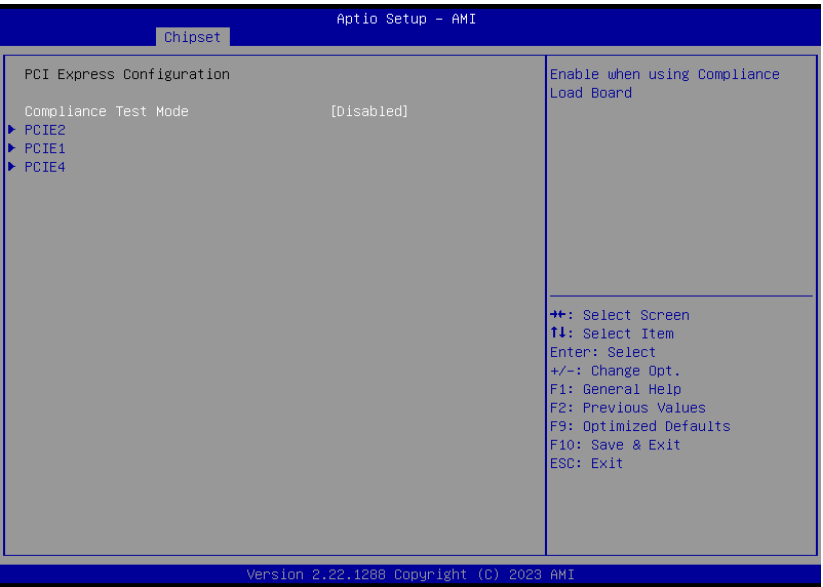 Aptio Setup – AMI
Chipset
PCI Express Configuration
Compliance Test Mode [Disabled]
PCIE2
PCIE1
PCIE4
Enable when using Compliance
Load Board
→←: Select Screen
↑↓: Select Item
Enter: Select
+/-: Change Opt.
F1: General Help
F2: Previous Values
F9: Optimized Defaults
F10: Save & Exit
ESC: Exit
Version 2.22.1288 Copyright (C) 2023 AMI